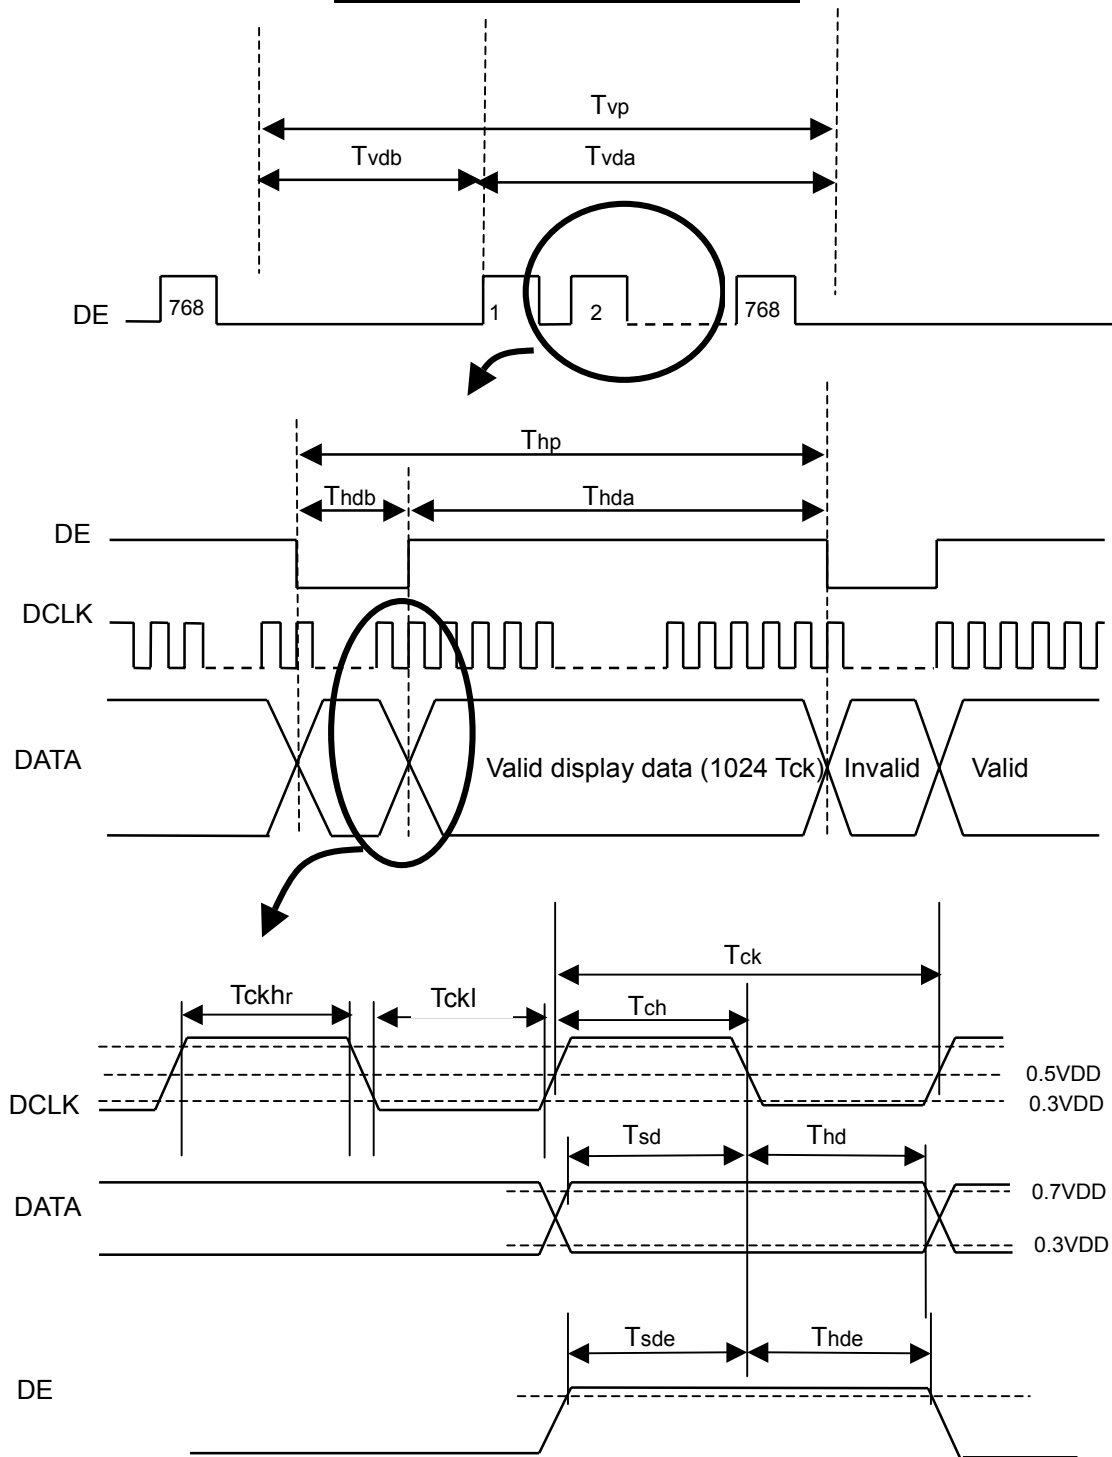 Tvp
Tvdb Tvda
DE 768 1 2 768
Thp
Thdb Thda
DE
DCLK
DATA Valid display data (1024 Tck) Invalid Valid
Tck
Tckhr Tckl Tch
0.5VDD
DCLK 0.3VDD
Tsd Thd
DATA 0.7VDD
0.3VDD
Tsde Thde
DE